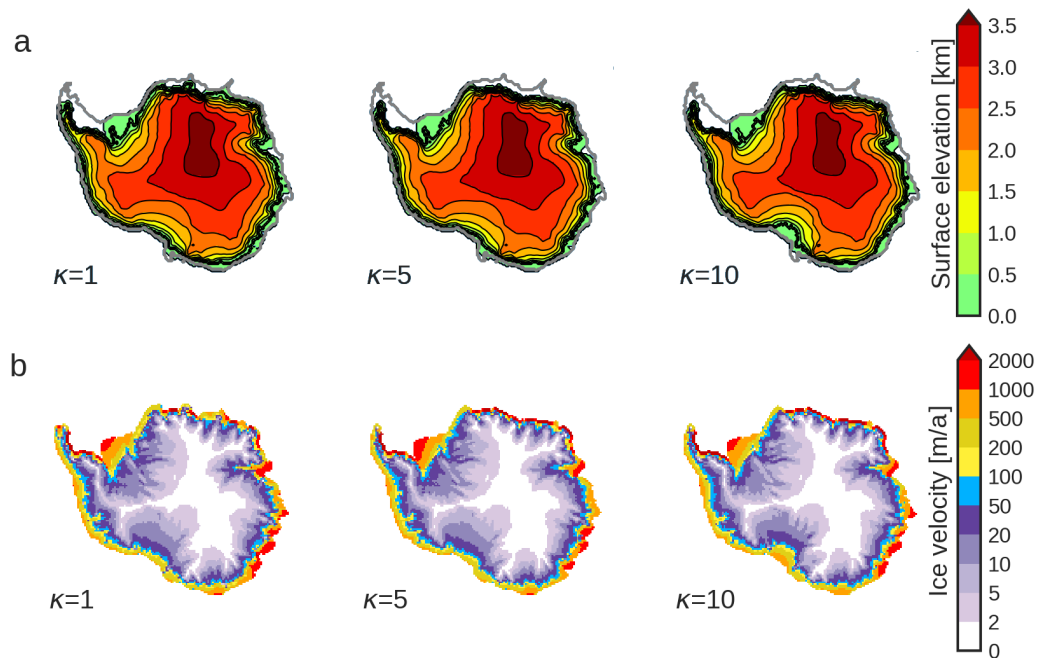 a
κ=1
κ=5
κ=10
Surface elevation [km]
3.5
3.0
2.5
2.0
1.5
1.0
0.5
0.0
b
κ=1
κ=5
κ=10
Ice velocity [m/a]
2000
1000
500
200
100
50
20
10
5
2
0